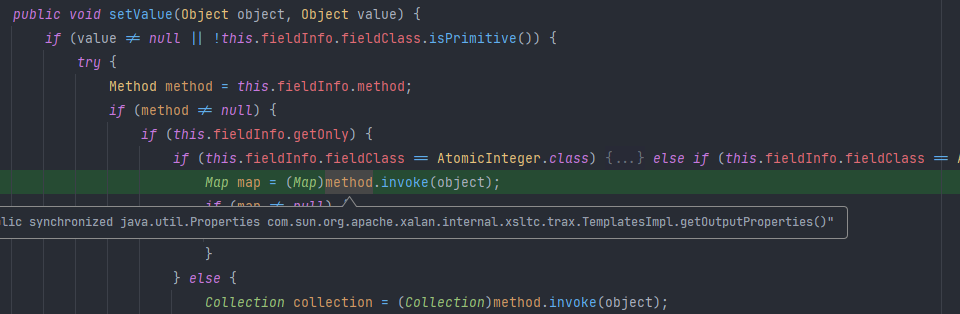 public void setValue(Object object, Object value) {
if (value ≠ null || !this.fieldInfo.fieldClass.isPrimitive()) {
try {
Method method = this.fieldInfo.method;
if (method ≠ null) {
if (this.fieldInfo.getOnly) {
if (this.fieldInfo.fieldClass == AtomicInteger.class) {...} else if (this.fieldInfo.fieldClass ==
Map map = (Map)method.invoke(object);
if (map ≠ null)
synchronized java.util.Properties com.sun.org.apache.xalan.internal.xsltc.trax.TemplatesImpl.getOutputProperties()"
}
} else {
Collection collection = (Collection)method.invoke(object);